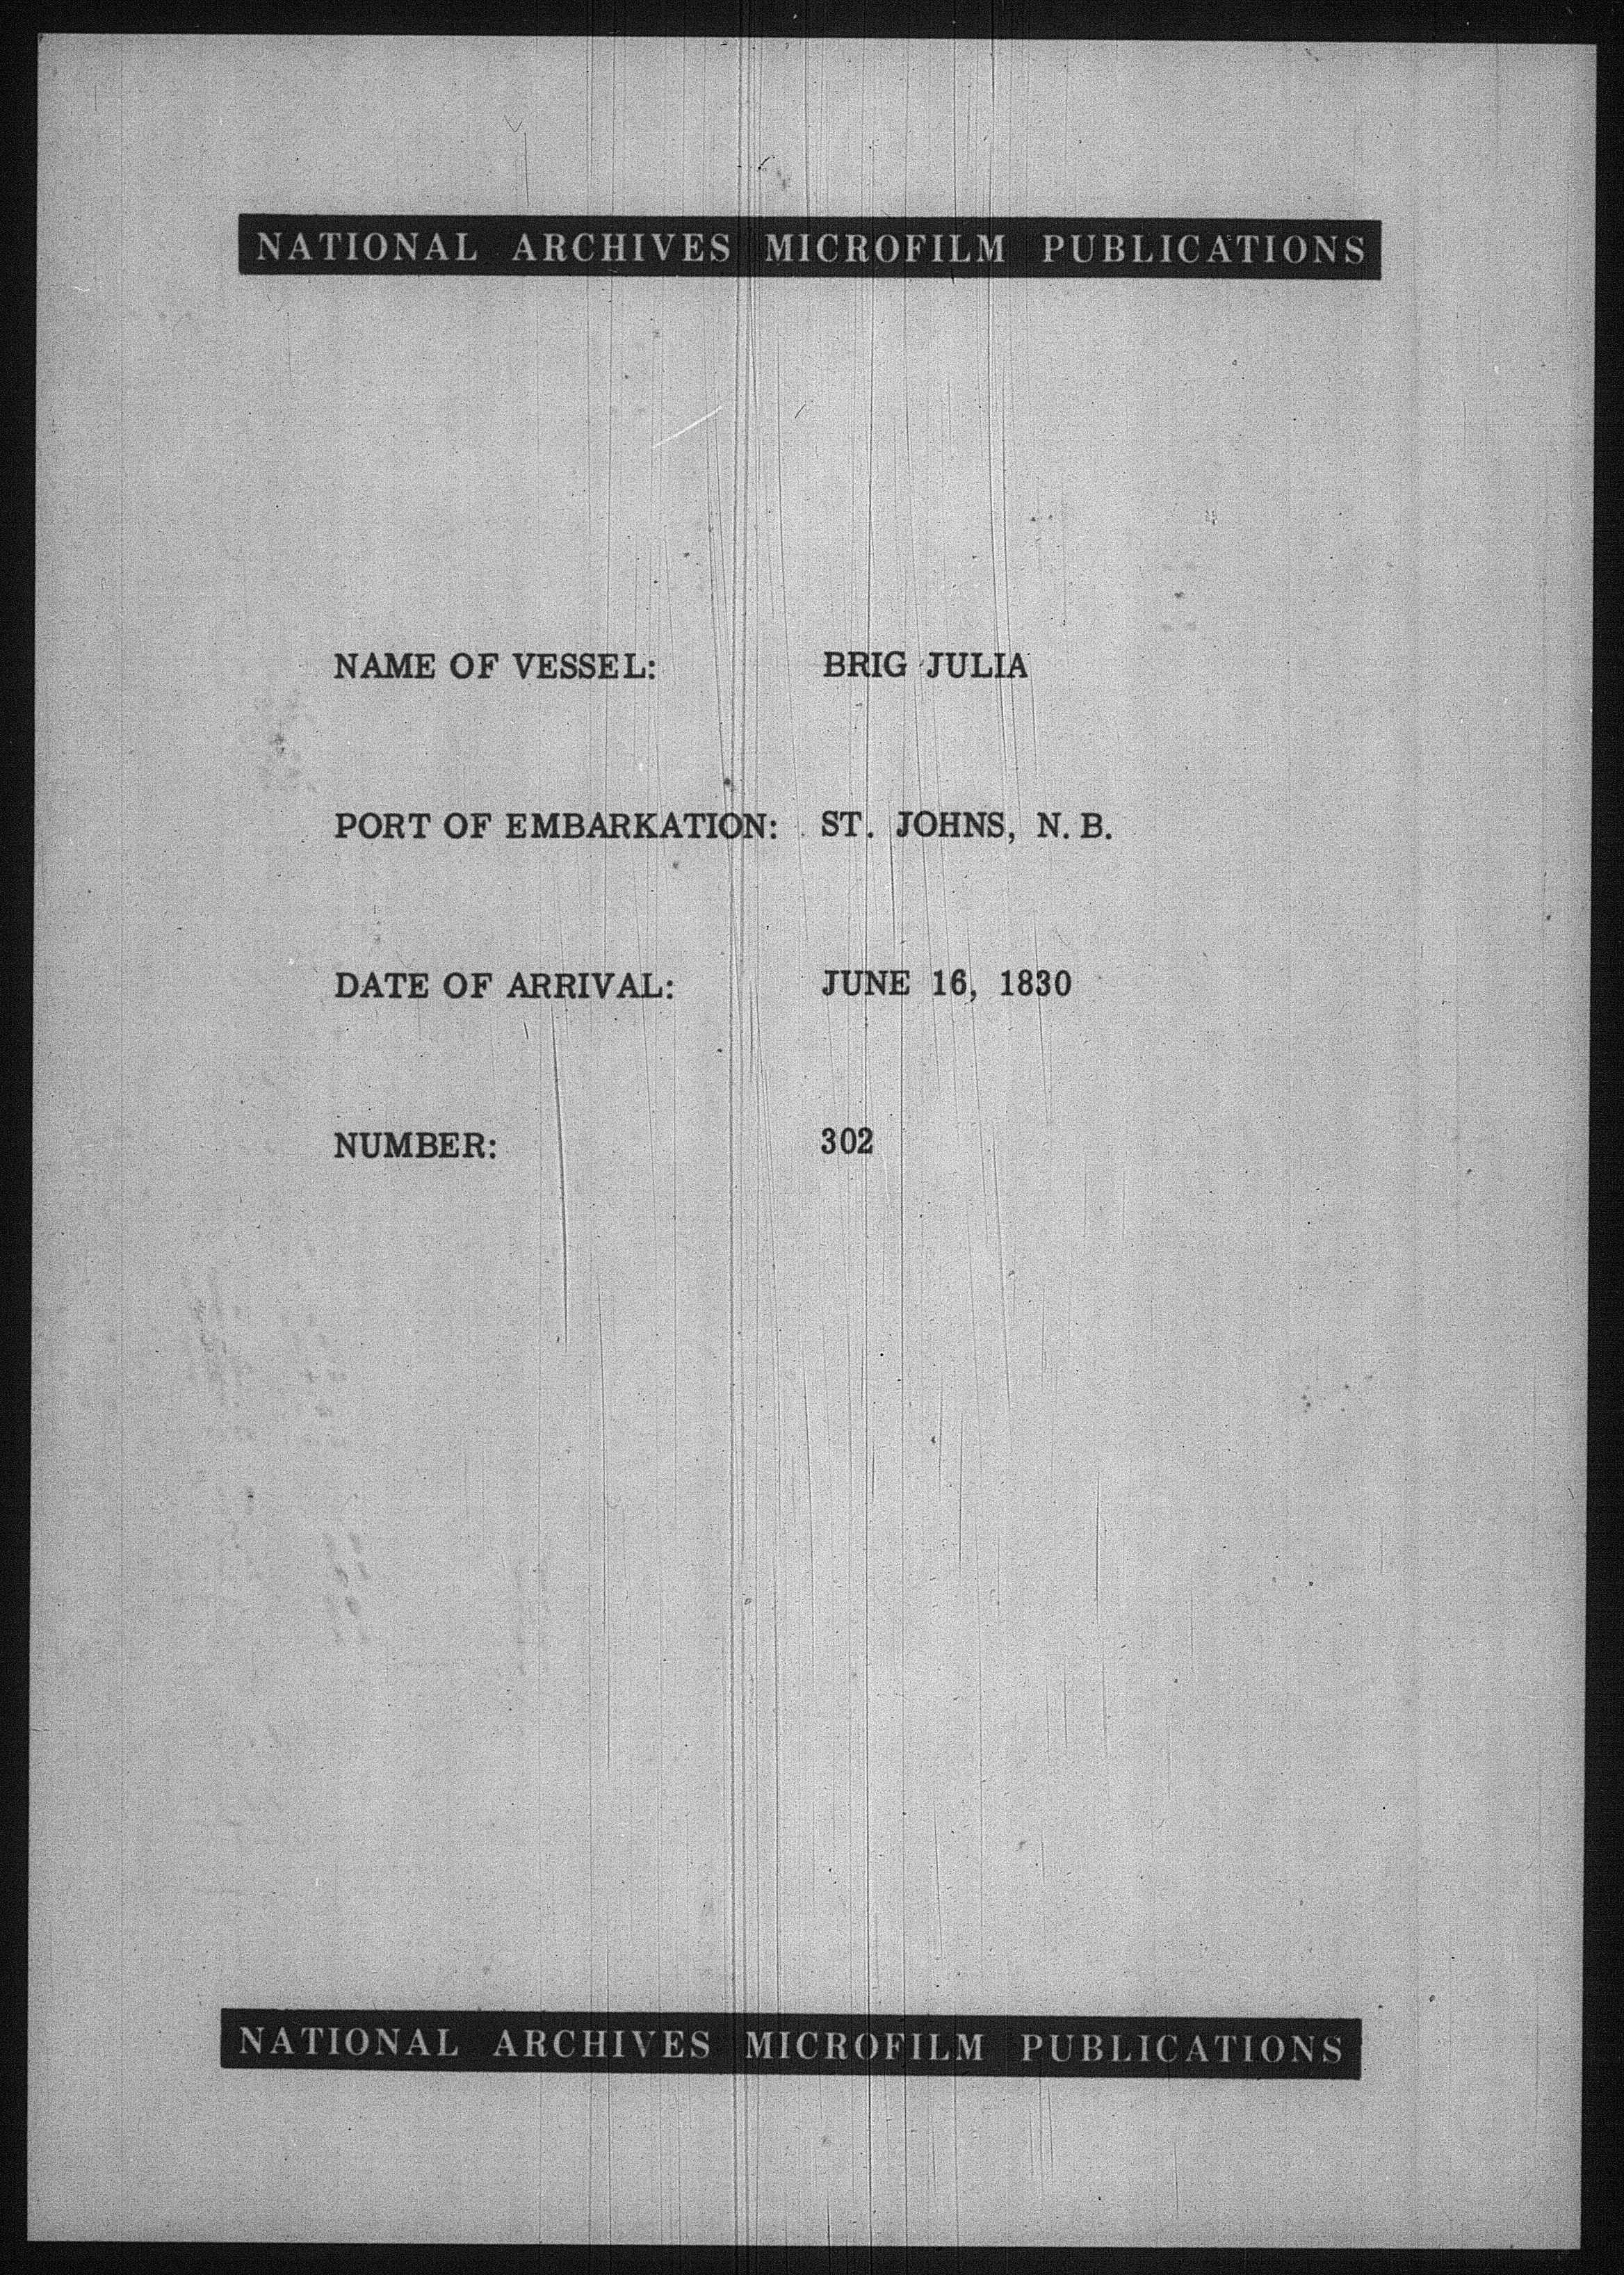 NATIONAL ARCHIVES MICROFILM PUBLICATIONS
NAME OF VESSEL: BRIG JULIA
PORT OF EMBARKATION: ST. JOHNS, N. B.
DATE OF ARRIVAL: JUNE 16, 1830
NUMBER: 302
NATIONAL ARCHIVES MICROFILM PUBLICATIONS